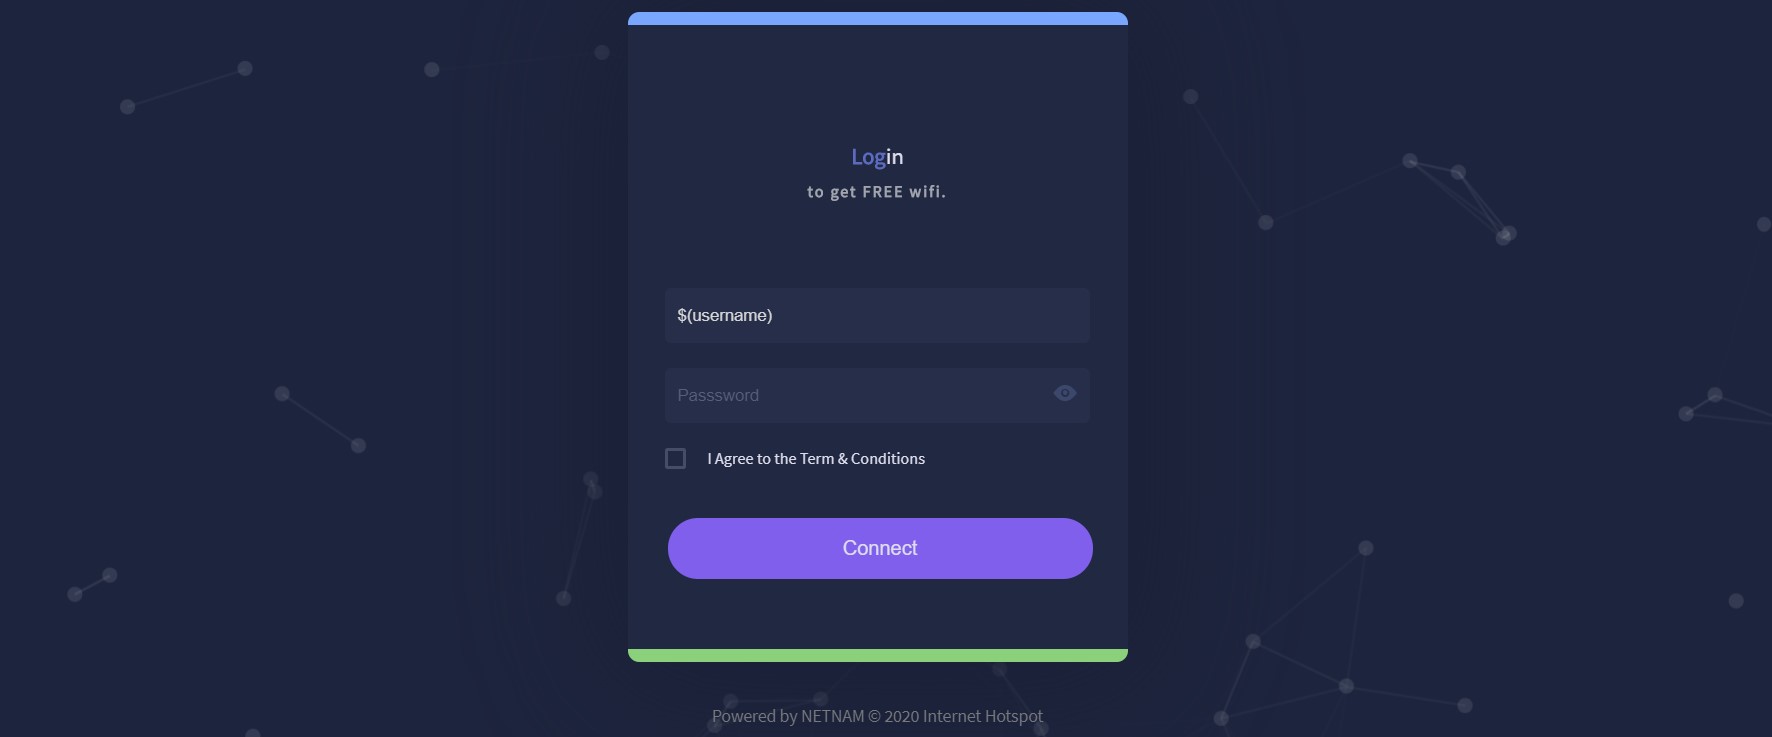 Login
to get FREE wifi.
$(username)
Passsword
I Agree to the Term & Conditions
Connect
Powered by NETNAM © 2020 Internet Hotspot